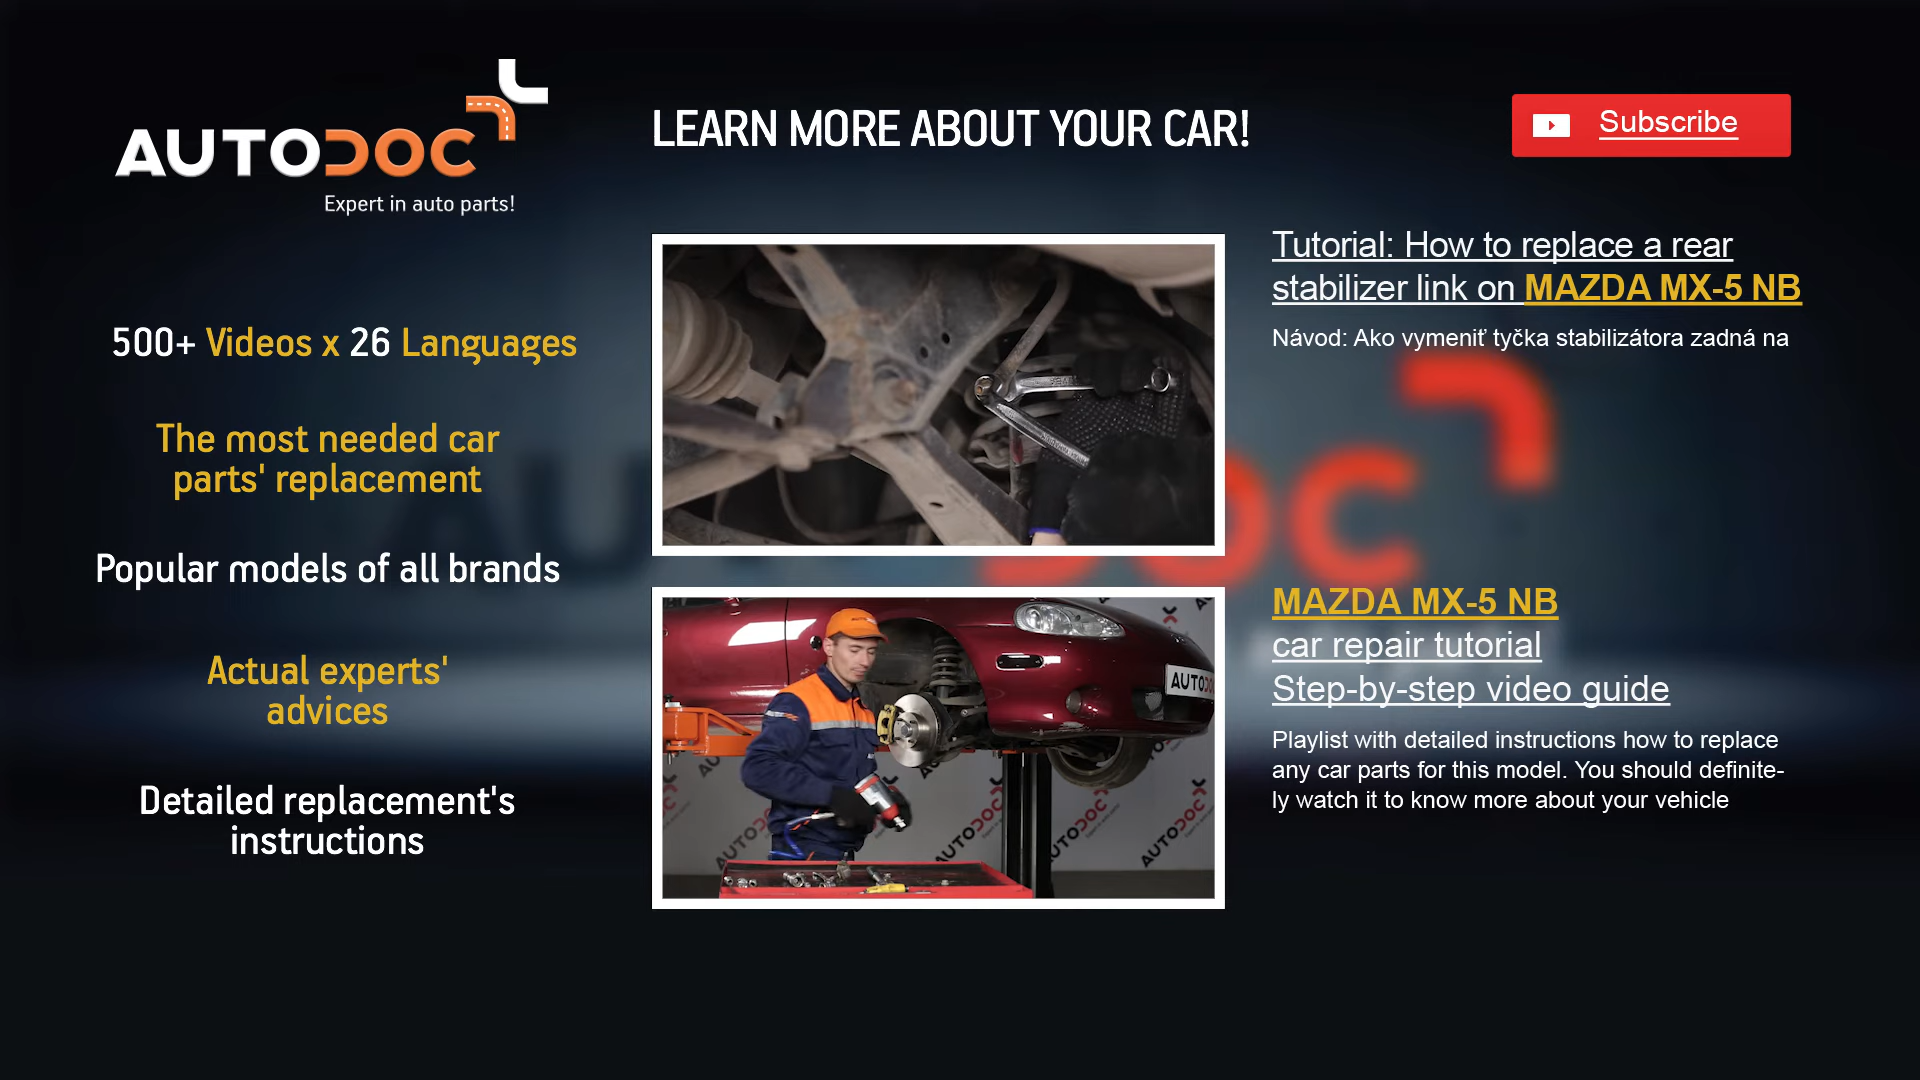 AUTODOC
Expert in auto parts!
LEARN MORE ABOUT YOUR CAR!
Subscribe
500+ Videos x 26 Languages
The most needed car
parts' replacement
Popular models of all brands
Actual experts'
advices
Detailed replacement's
instructions
Tutorial: How to replace a rear
stabilizer link on MAZDA MX-5 NB
Návod: Ako vymeniť tyčka stabilizátora zadná na
MAZDA MX-5 NB
car repair tutorial
Step-by-step video guide
Playlist with detailed instructions how to replace
any car parts for this model. You should definite-
ly watch it to know more about your vehicle
AUTODOC
AUTODOC
AUTODOC
AUTODOC
AUTODOC